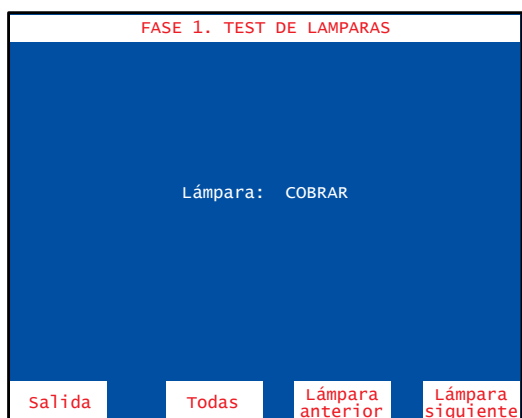 FASE 1. TEST DE LAMPARAS
Lámpara: COBRAR
Salida
Todas
Lámpara
anterior
Lámpara
siguiente